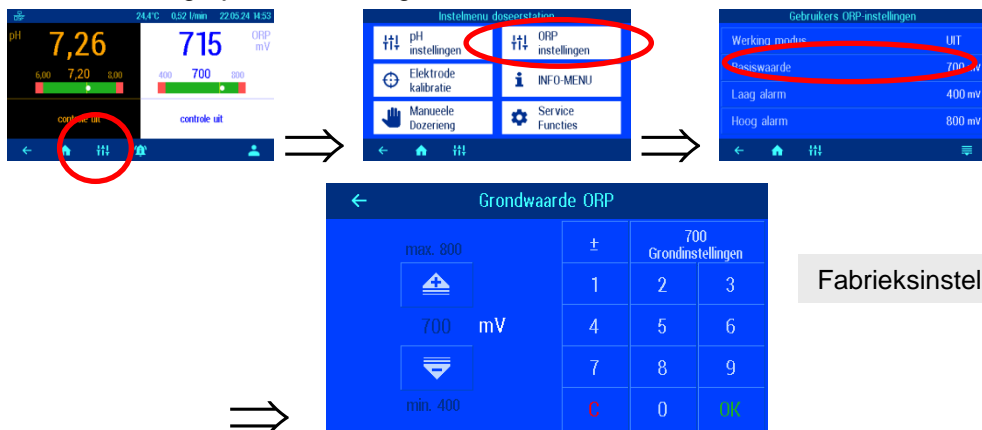 24,4°C 0,52 l/min 22.05.24 14:53
pH 7,26 715 ORP mV
6,00 7,20 8,00 400 700 800
controle uit controle uit
Instelmenu doseerstation
pH instellingen
ORP instellingen
Elektrode kalibratie
i INFO-MENU
Manueele Dozerieng
Service Functies
Gebruikers ORP-instellingen
Werking modus UIT
Basiswaarde 700 mV
Laag alarm 400 mV
Hoog alarm 800 mV
Grondwaarde ORP
max. 800
700 mV
min. 400
± 700 Grondinstellingen
1 2 3
4 5 6
7 8 9
C 0 OK
Fabrieksinstel